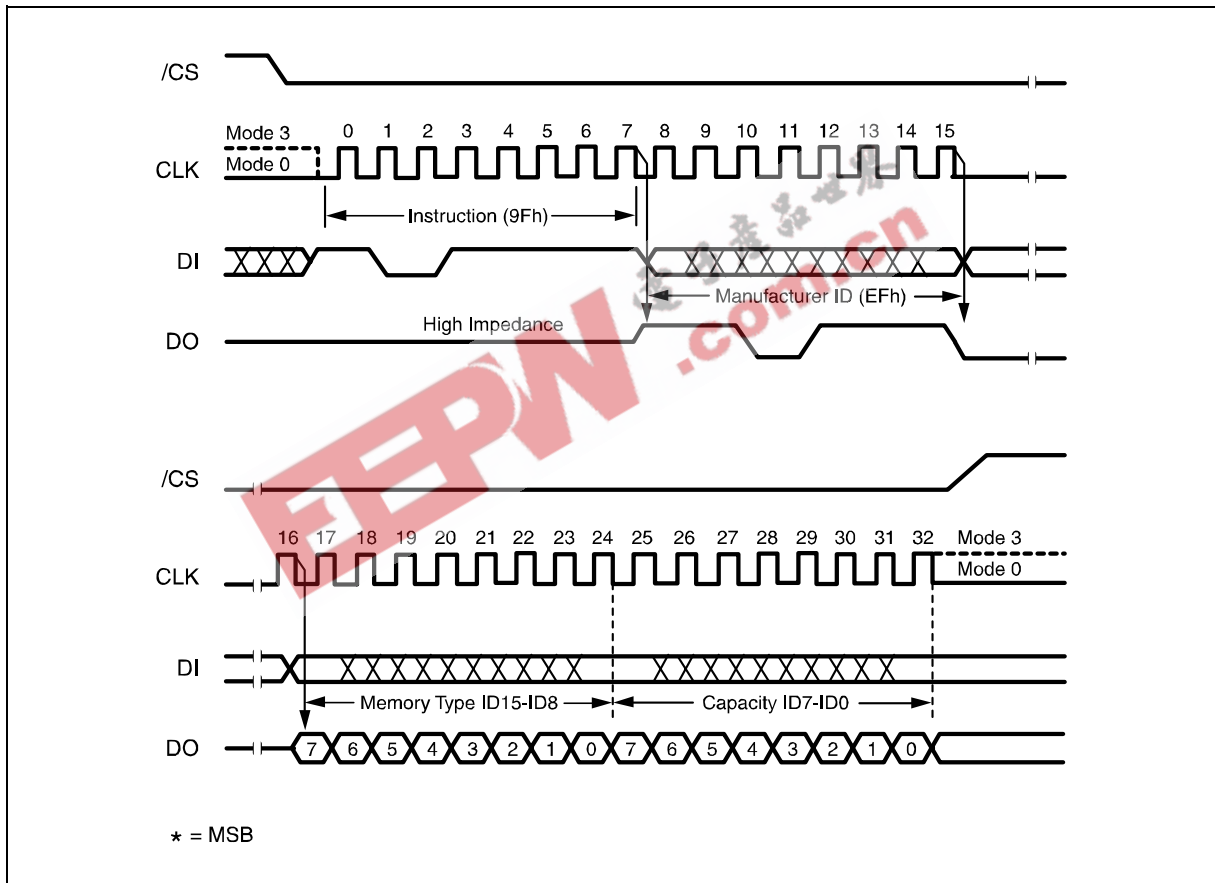 /CS
Mode 3
Mode 0
CLK
0 1 2 3 4 5 6 7 8 9 10 11 12 13 14 15
Instruction (9Fh)
DI
Manufacturer ID (EFh)
High Impedance
DO
EEPW
.com.cn
/CS
16 17 18 19 20 21 22 23 24 25 26 27 28 29 30 31 32
Mode 3
Mode 0
CLK
DI
Memory Type ID15-ID8
Capacity ID7-ID0
DO
7 6 5 4 3 2 1 0 7 6 5 4 3 2 1 0
* = MSB